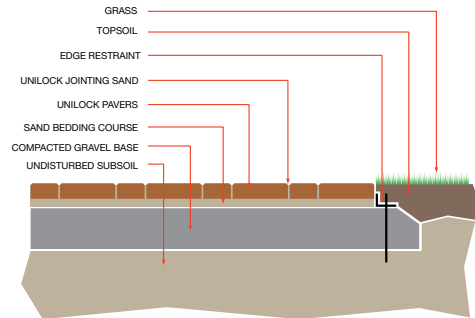 GRASS
TOPSOIL
EDGE RESTRAINT
UNILOCK JOINTING SAND
UNILOCK PAVERS
SAND BEDDING COURSE
COMPACTED GRAVEL BASE
UNDISTURBED SUBSOIL